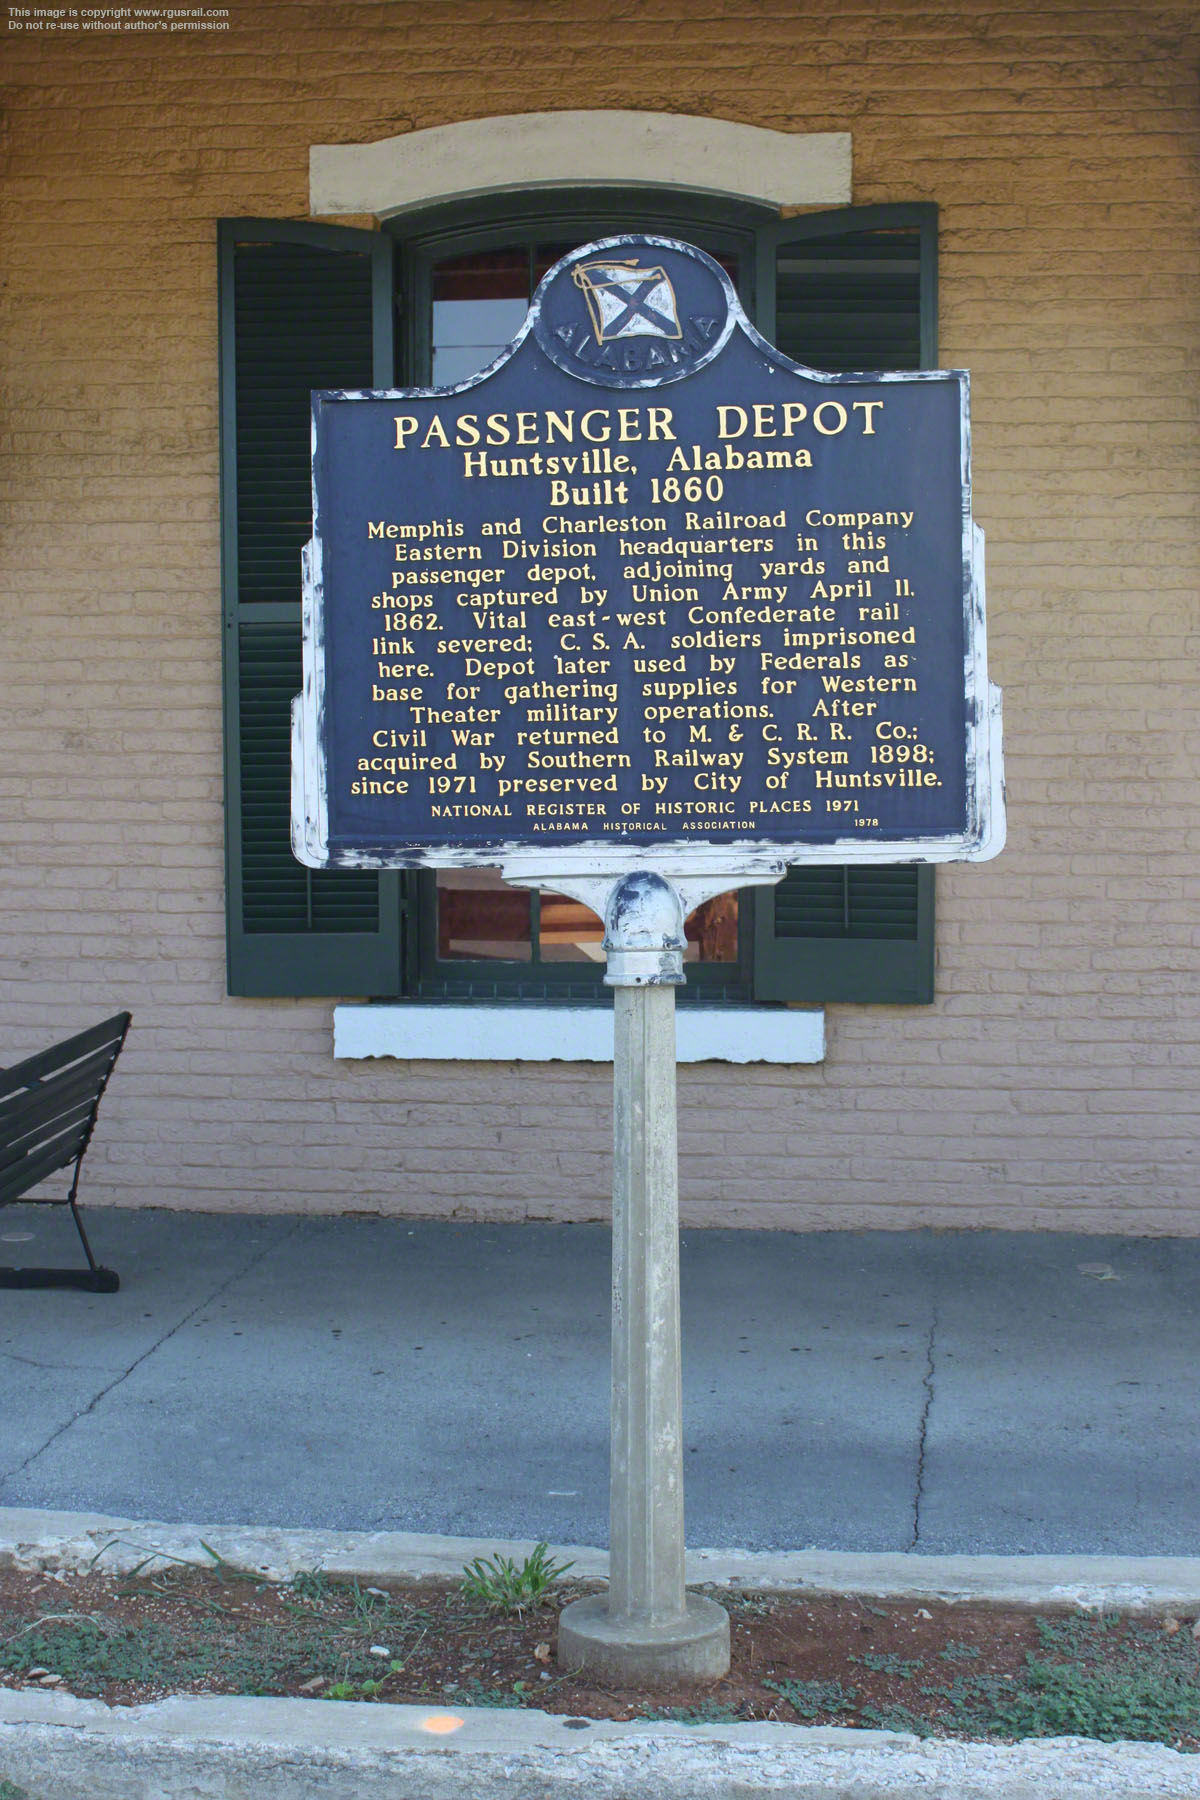 This image is copyright www.rgusrail.com
Do not re-use without author's permission
ALABAMA
PASSENGER DEPOT
Huntsville, Alabama
Built 1860
Memphis and Charleston Railroad Company
Eastern Division headquarters in this
passenger depot, adjoining yards and
shops captured by Union Army April 11,
1862. Vital east-west Confederate rail
link severed; C. S. A. soldiers imprisoned
here. Depot later used by Federals as
base for gathering supplies for Western
Theater military operations. After
Civil War returned to M. & C. R. R. Co.;
acquired by Southern Railway System 1898;
since 1971 preserved by City of Huntsville.
NATIONAL REGISTER OF HISTORIC PLACES 1971
ALABAMA HISTORICAL ASSOCIATION 1978